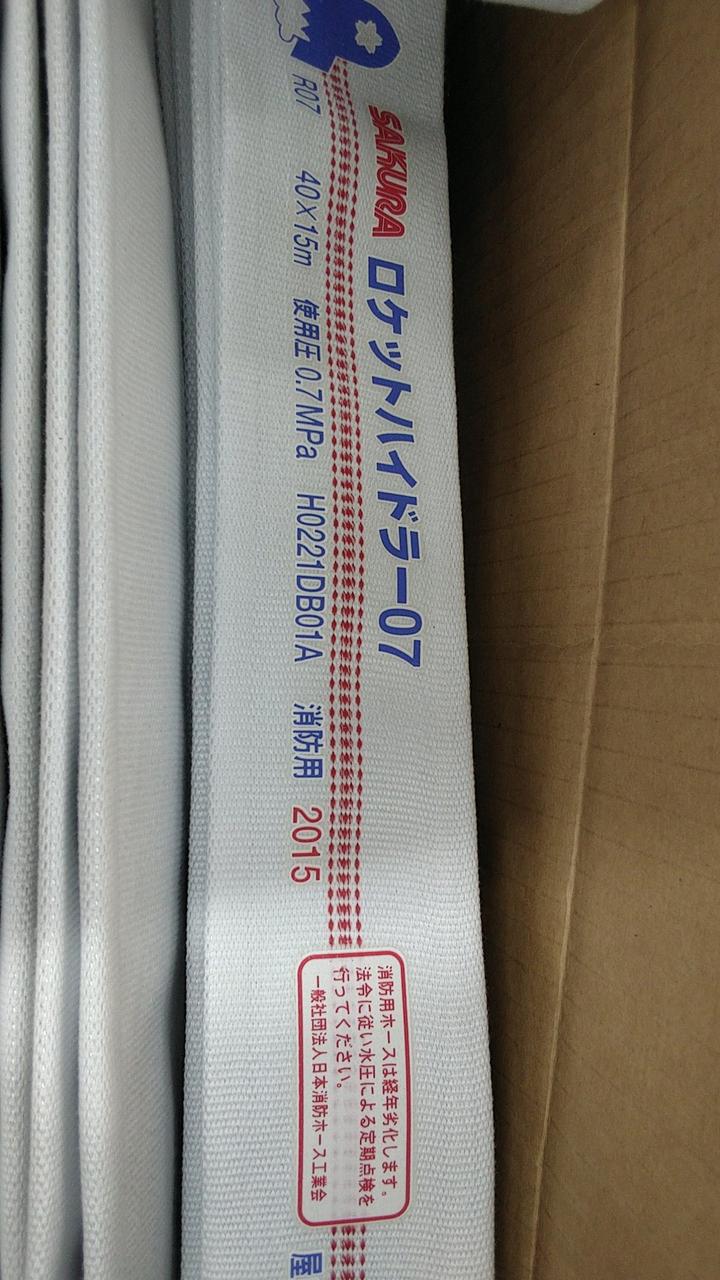 SAKURA ロケットハイドラー07
R07 40×15m 使用圧 0.7MPa H0221DB01A 消防用 2015
消防用ホースは経年劣化します。
法令に従い水圧による定期点検を
行ってください。
一般社団法人日本消防ホース工業会
屋